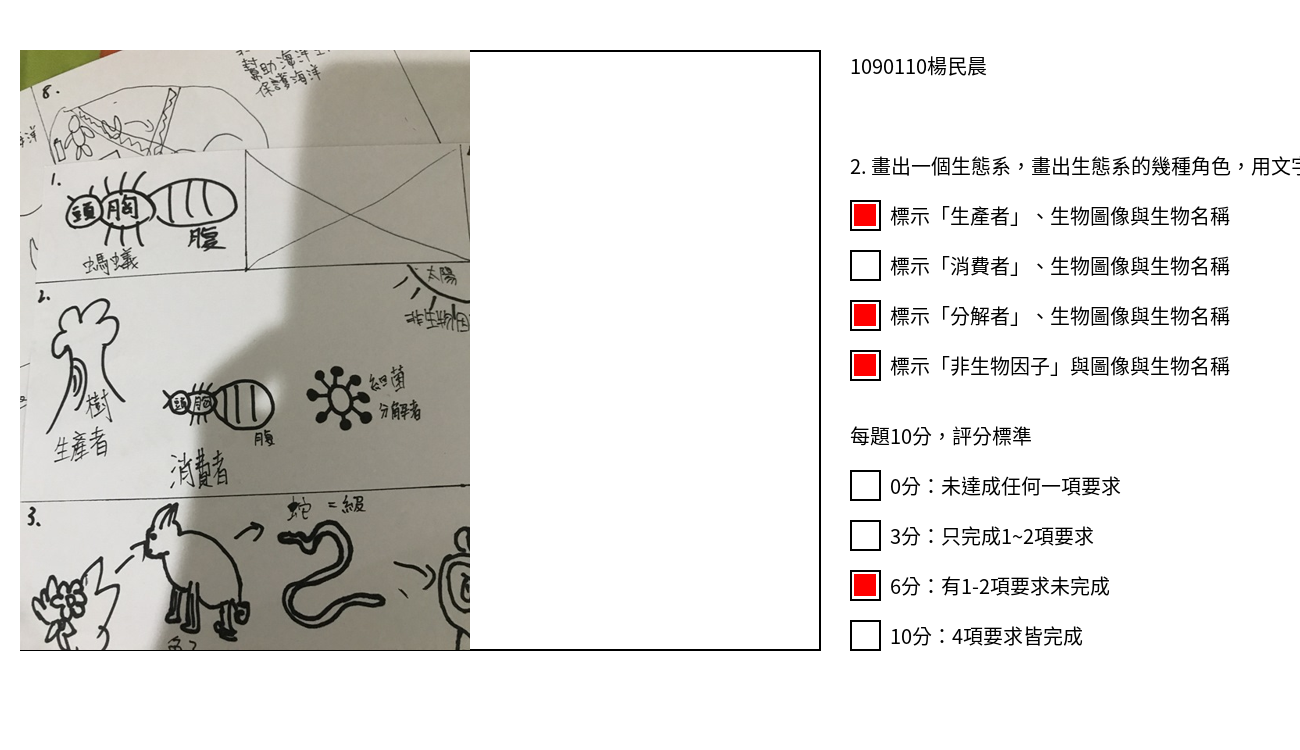 幫助海洋生
保護海洋
8.
1.
頭
胸
腹
螞蟻
2.
太陽
非生物因
樹
生產者
頭
胸
腹
消費者
細菌
分解者
3.
蛇 =級
1090110楊民晨
2. 畫出一個生態系，畫出生態系的幾種角色，用文字
標示「生產者」、生物圖像與生物名稱
標示「消費者」、生物圖像與生物名稱
標示「分解者」、生物圖像與生物名稱
標示「非生物因子」與圖像與生物名稱
每題10分，評分標準
0分：未達成任何一項要求
3分：只完成1~2項要求
6分：有1-2項要求未完成
10分：4項要求皆完成